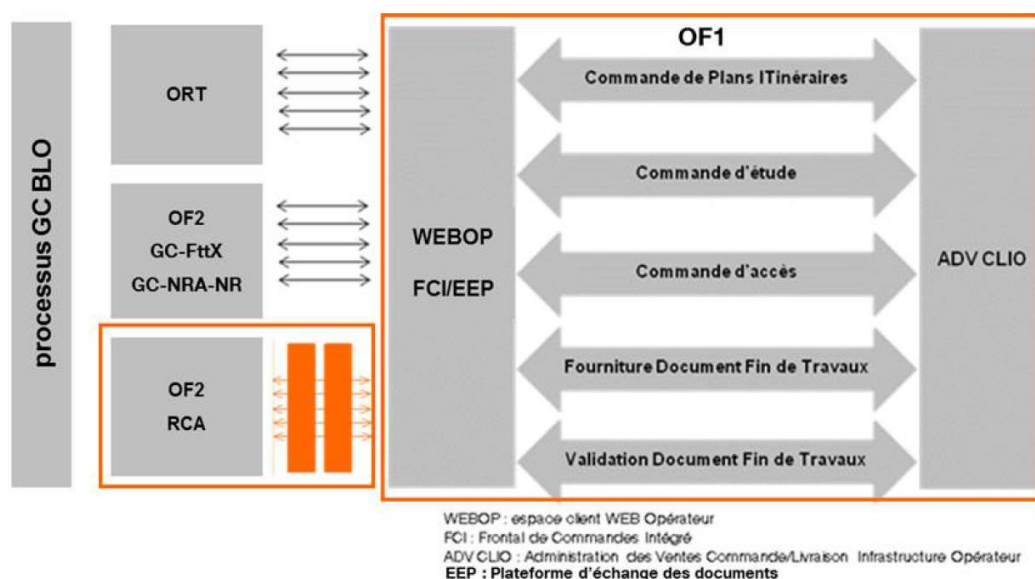 processus GC BLO
ORT
OF2
GC-FttX
GC-NRA-NR
OF2
RCA
WEBOP
FCI/EEP
OF1
Commande de Plans ITinéraires
Commande d'étude
Commande d'accès
Fourniture Document Fin de Travaux
Validation Document Fin de Travaux
ADV CLIO
WEBOP : espace client WEB Opérateur
FCI : Frontal de Commandes Intégré
ADV CLIO : Administration des Ventes Commande/Livraison Infrastructure Opérateur
EEP : Plateforme d'échange des documents